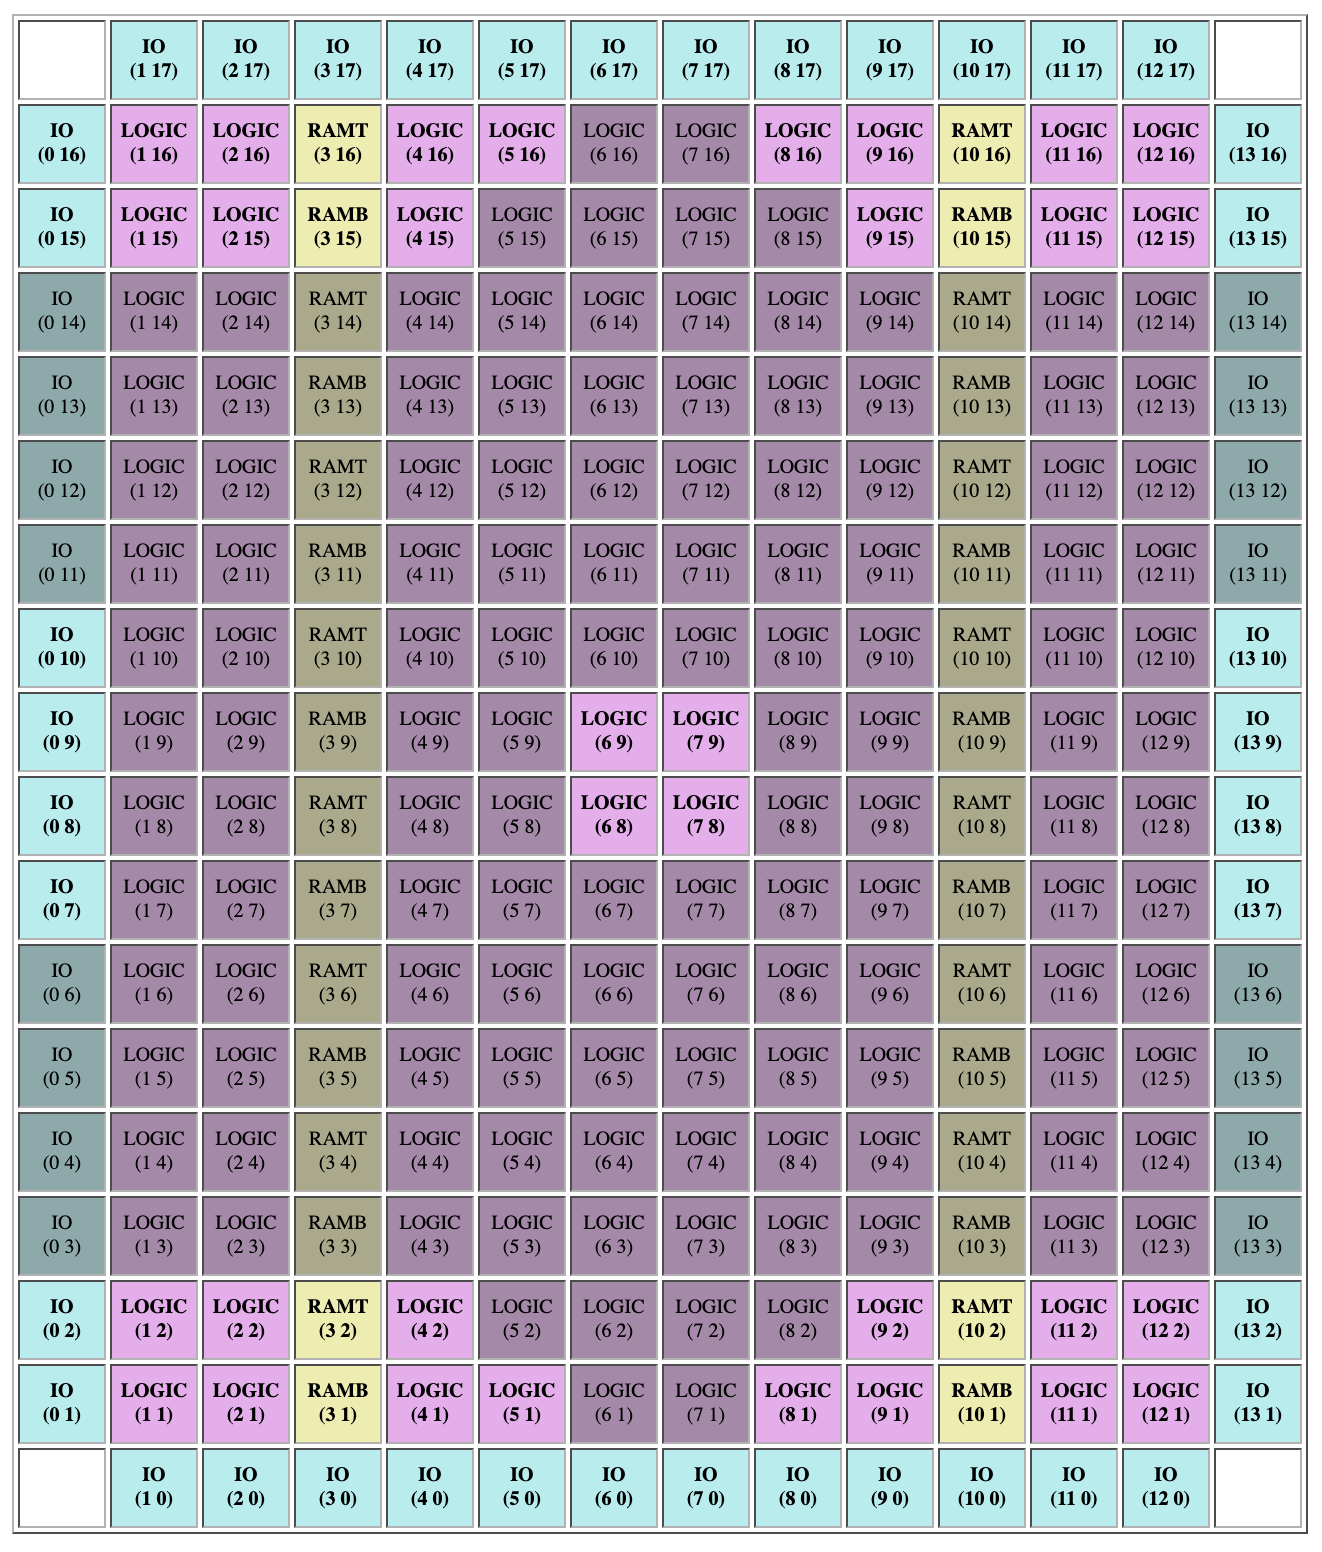 IO IO IO IO IO IO IO IO IO IO IO IO
(1 17) (2 17) (3 17) (4 17) (5 17) (6 17) (7 17) (8 17) (9 17) (10 17) (11 17) (12 17)
IO LOGIC LOGIC RAMT LOGIC LOGIC LOGIC LOGIC LOGIC LOGIC RAMT LOGIC LOGIC IO
(0 16) (1 16) (2 16) (3 16) (4 16) (5 16) (6 16) (7 16) (8 16) (9 16) (10 16) (11 16) (12 16) (13 16)
IO LOGIC LOGIC RAMB LOGIC LOGIC LOGIC LOGIC LOGIC LOGIC RAMB LOGIC LOGIC IO
(0 15) (1 15) (2 15) (3 15) (4 15) (5 15) (6 15) (7 15) (8 15) (9 15) (10 15) (11 15) (12 15) (13 15)
IO LOGIC LOGIC RAMT LOGIC LOGIC LOGIC LOGIC LOGIC LOGIC RAMT LOGIC LOGIC IO
(0 14) (1 14) (2 14) (3 14) (4 14) (5 14) (6 14) (7 14) (8 14) (9 14) (10 14) (11 14) (12 14) (13 14)
IO LOGIC LOGIC RAMB LOGIC LOGIC LOGIC LOGIC LOGIC LOGIC RAMB LOGIC LOGIC IO
(0 13) (1 13) (2 13) (3 13) (4 13) (5 13) (6 13) (7 13) (8 13) (9 13) (10 13) (11 13) (12 13) (13 13)
IO LOGIC LOGIC RAMT LOGIC LOGIC LOGIC LOGIC LOGIC LOGIC RAMT LOGIC LOGIC IO
(0 12) (1 12) (2 12) (3 12) (4 12) (5 12) (6 12) (7 12) (8 12) (9 12) (10 12) (11 12) (12 12) (13 12)
IO LOGIC LOGIC RAMB LOGIC LOGIC LOGIC LOGIC LOGIC LOGIC RAMB LOGIC LOGIC IO
(0 11) (1 11) (2 11) (3 11) (4 11) (5 11) (6 11) (7 11) (8 11) (9 11) (10 11) (11 11) (12 11) (13 11)
IO LOGIC LOGIC RAMT LOGIC LOGIC LOGIC LOGIC LOGIC LOGIC RAMT LOGIC LOGIC IO
(0 10) (1 10) (2 10) (3 10) (4 10) (5 10) (6 10) (7 10) (8 10) (9 10) (10 10) (11 10) (12 10) (13 10)
IO LOGIC LOGIC RAMB LOGIC LOGIC LOGIC LOGIC LOGIC LOGIC RAMB LOGIC LOGIC IO
(0 9) (1 9) (2 9) (3 9) (4 9) (5 9) (6 9) (7 9) (8 9) (9 9) (10 9) (11 9) (12 9) (13 9)
IO LOGIC LOGIC RAMT LOGIC LOGIC LOGIC LOGIC LOGIC LOGIC RAMT LOGIC LOGIC IO
(0 8) (1 8) (2 8) (3 8) (4 8) (5 8) (6 8) (7 8) (8 8) (9 8) (10 8) (11 8) (12 8) (13 8)
IO LOGIC LOGIC RAMB LOGIC LOGIC LOGIC LOGIC LOGIC LOGIC RAMB LOGIC LOGIC IO
(0 7) (1 7) (2 7) (3 7) (4 7) (5 7) (6 7) (7 7) (8 7) (9 7) (10 7) (11 7) (12 7) (13 7)
IO LOGIC LOGIC RAMT LOGIC LOGIC LOGIC LOGIC LOGIC LOGIC RAMT LOGIC LOGIC IO
(0 6) (1 6) (2 6) (3 6) (4 6) (5 6) (6 6) (7 6) (8 6) (9 6) (10 6) (11 6) (12 6) (13 6)
IO LOGIC LOGIC RAMB LOGIC LOGIC LOGIC LOGIC LOGIC LOGIC RAMB LOGIC LOGIC IO
(0 5) (1 5) (2 5) (3 5) (4 5) (5 5) (6 5) (7 5) (8 5) (9 5) (10 5) (11 5) (12 5) (13 5)
IO LOGIC LOGIC RAMT LOGIC LOGIC LOGIC LOGIC LOGIC LOGIC RAMT LOGIC LOGIC IO
(0 4) (1 4) (2 4) (3 4) (4 4) (5 4) (6 4) (7 4) (8 4) (9 4) (10 4) (11 4) (12 4) (13 4)
IO LOGIC LOGIC RAMB LOGIC LOGIC LOGIC LOGIC LOGIC LOGIC RAMB LOGIC LOGIC IO
(0 3) (1 3) (2 3) (3 3) (4 3) (5 3) (6 3) (7 3) (8 3) (9 3) (10 3) (11 3) (12 3) (13 3)
IO LOGIC LOGIC RAMT LOGIC LOGIC LOGIC LOGIC LOGIC LOGIC RAMT LOGIC LOGIC IO
(0 2) (1 2) (2 2) (3 2) (4 2) (5 2) (6 2) (7 2) (8 2) (9 2) (10 2) (11 2) (12 2) (13 2)
IO LOGIC LOGIC RAMB LOGIC LOGIC LOGIC LOGIC LOGIC LOGIC RAMB LOGIC LOGIC IO
(0 1) (1 1) (2 1) (3 1) (4 1) (5 1) (6 1) (7 1) (8 1) (9 1) (10 1) (11 1) (12 1) (13 1)
IO IO IO IO IO IO IO IO IO IO IO IO
(1 0) (2 0) (3 0) (4 0) (5 0) (6 0) (7 0) (8 0) (9 0) (10 0) (11 0) (12 0)